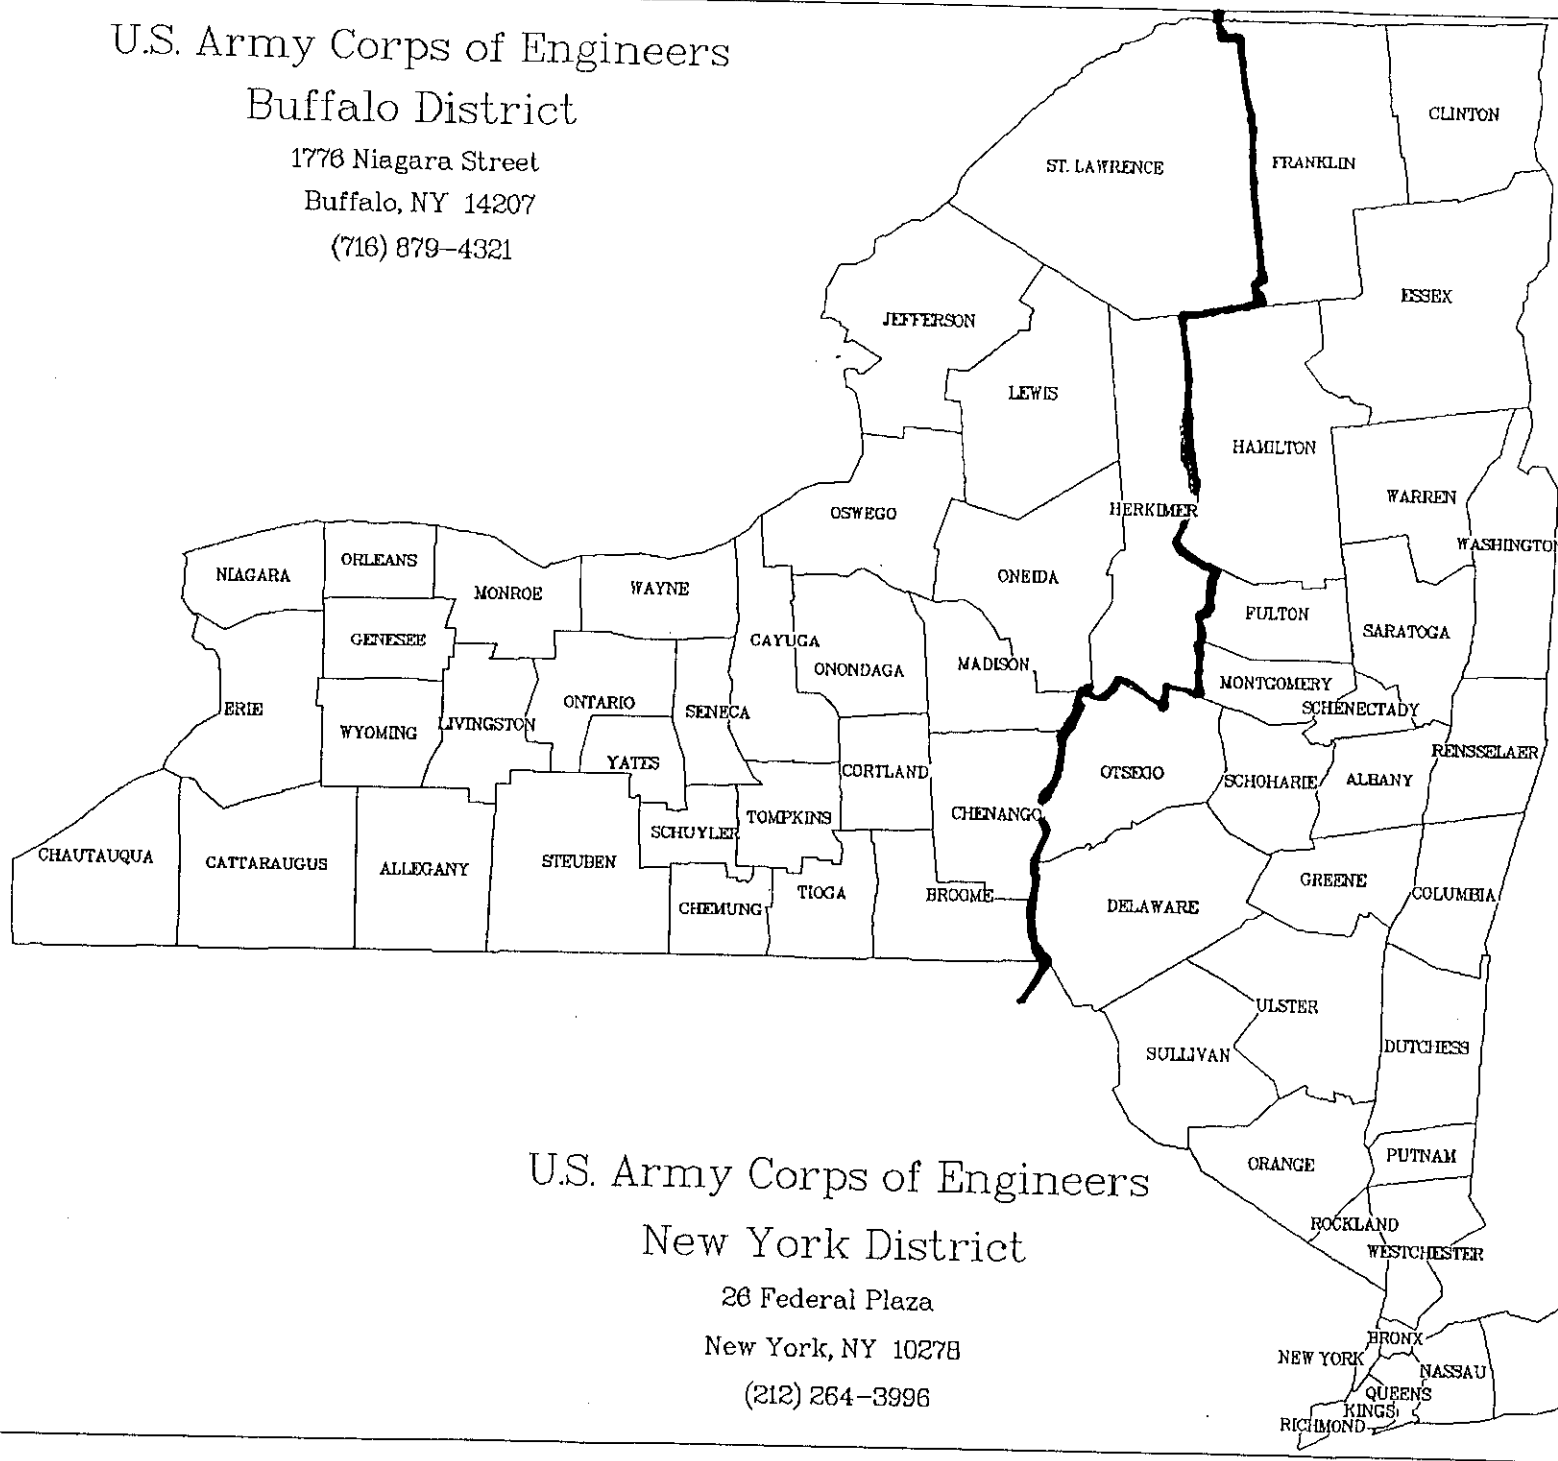 U.S. Army Corps of Engineers
Buffalo District
1776 Niagara Street
Buffalo, NY 14207
(716) 879-4321
CLINTON
ST. LAWRENCE
FRANKLIN
ESSEX
JEFFERSON
LEWIS
HAMILTON
WARREN
OSWEGO
HERKIMER
WASHINGTON
ORLEANS
NIAGARA
ONEIDA
WAYNE
MONROE
FULTON
SARATOGA
GENESEE
CAYUGA
ONONDAGA
MADISON
MONTGOMERY
ERIE
ONTARIO
SENECA
SCHENECTADY
WYOMING
LIVINGSTON
RENSSELAER
YATES
CORTLAND
OTSEGO
SCHOHARIE
ALBANY
TOMPKINS
CHENANGO
SCHUYLER
CHAUTAUQUA
CATTARAUGUS
ALLEGANY
STEUBEN
GREENE
TIOGA
BROOME
COLUMBIA
CHEMUNG
DELAWARE
ULSTER
SULLIVAN
DUTCHESS
PUTNAM
ORANGE
U.S. Army Corps of Engineers
New York District
26 Federal Plaza
New York, NY 10278
(212) 264-3996
ROCKLAND
WESTCHESTER
BRONX
NEW YORK
NASSAU
QUEENS
KINGS
RICHMOND